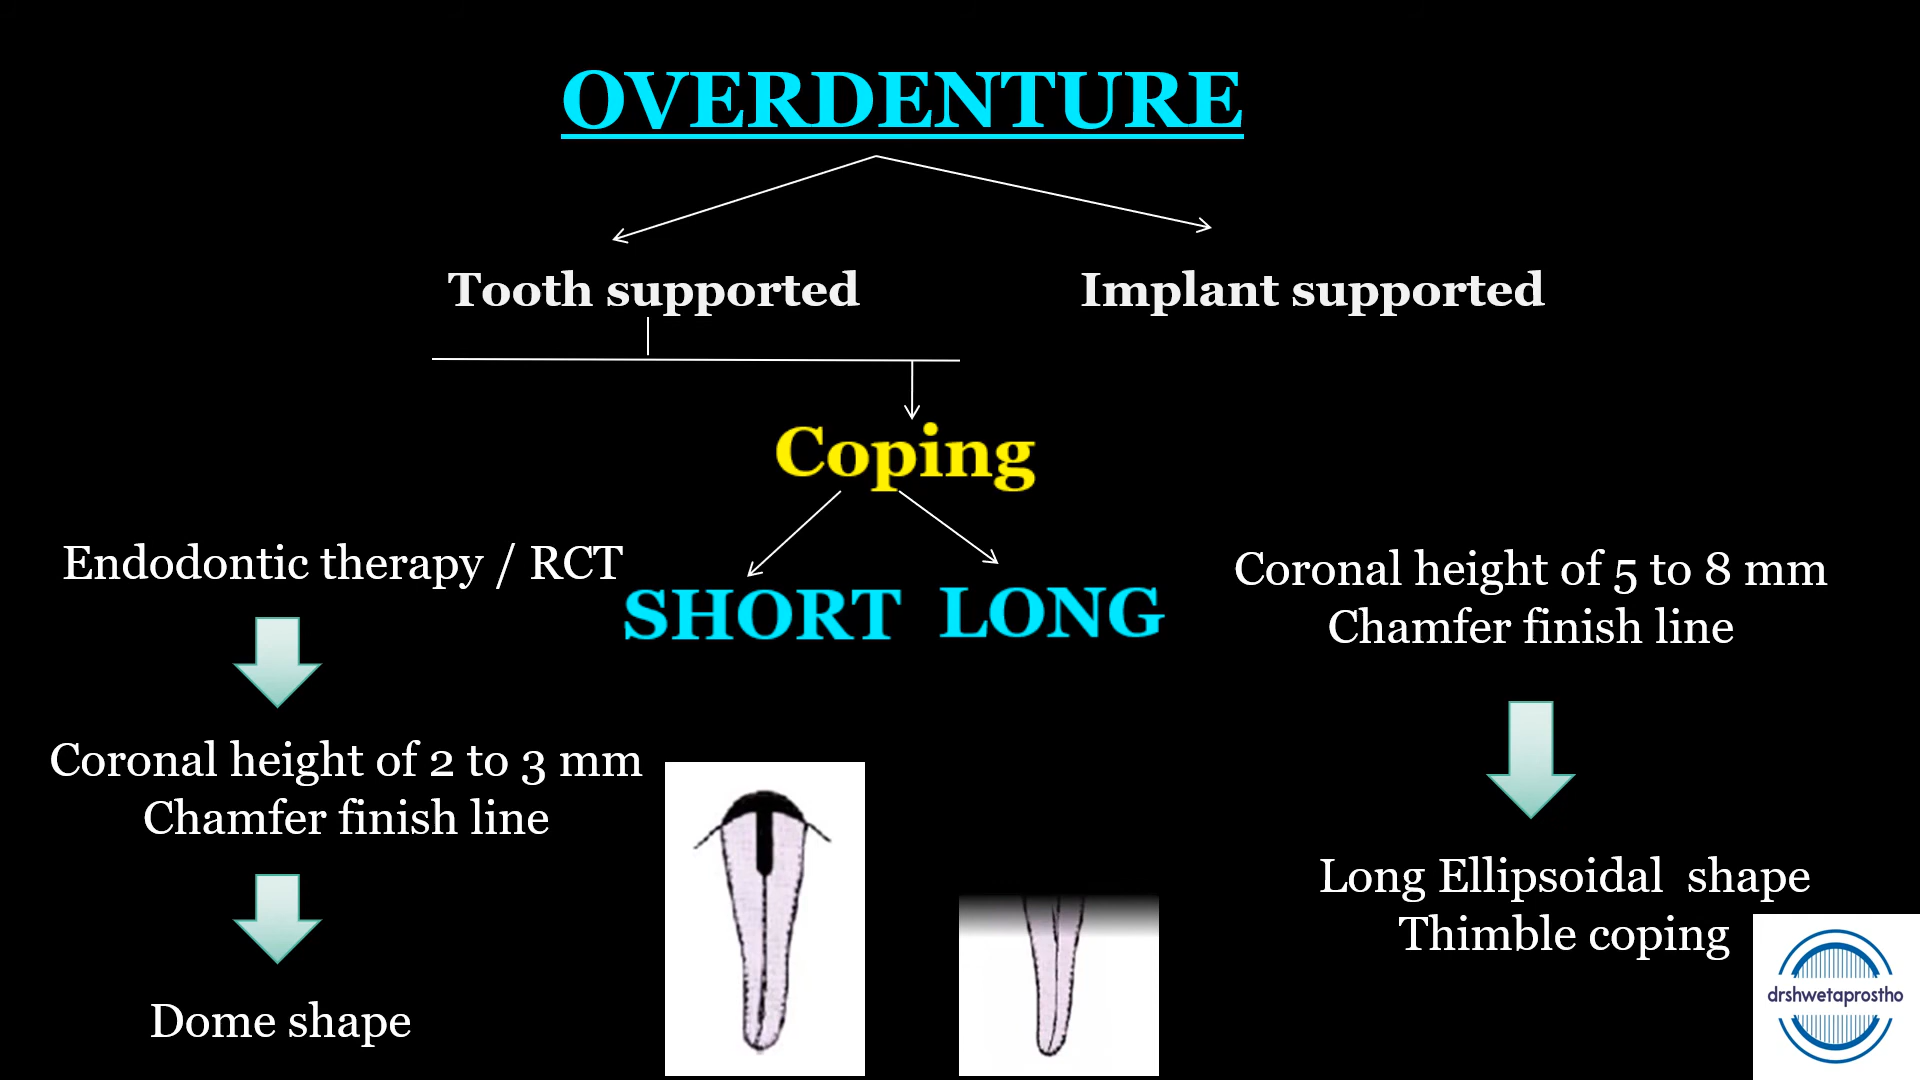 OVERDENTURE
Tooth supported
Implant supported
Coping
SHORT
LONG
Endodontic therapy / RCT
Coronal height of 2 to 3 mm
Chamfer finish line
Dome shape
Coronal height of 5 to 8 mm
Chamfer finish line
Long Ellipsoidal  shape
Thimble coping
drshwetaprostho